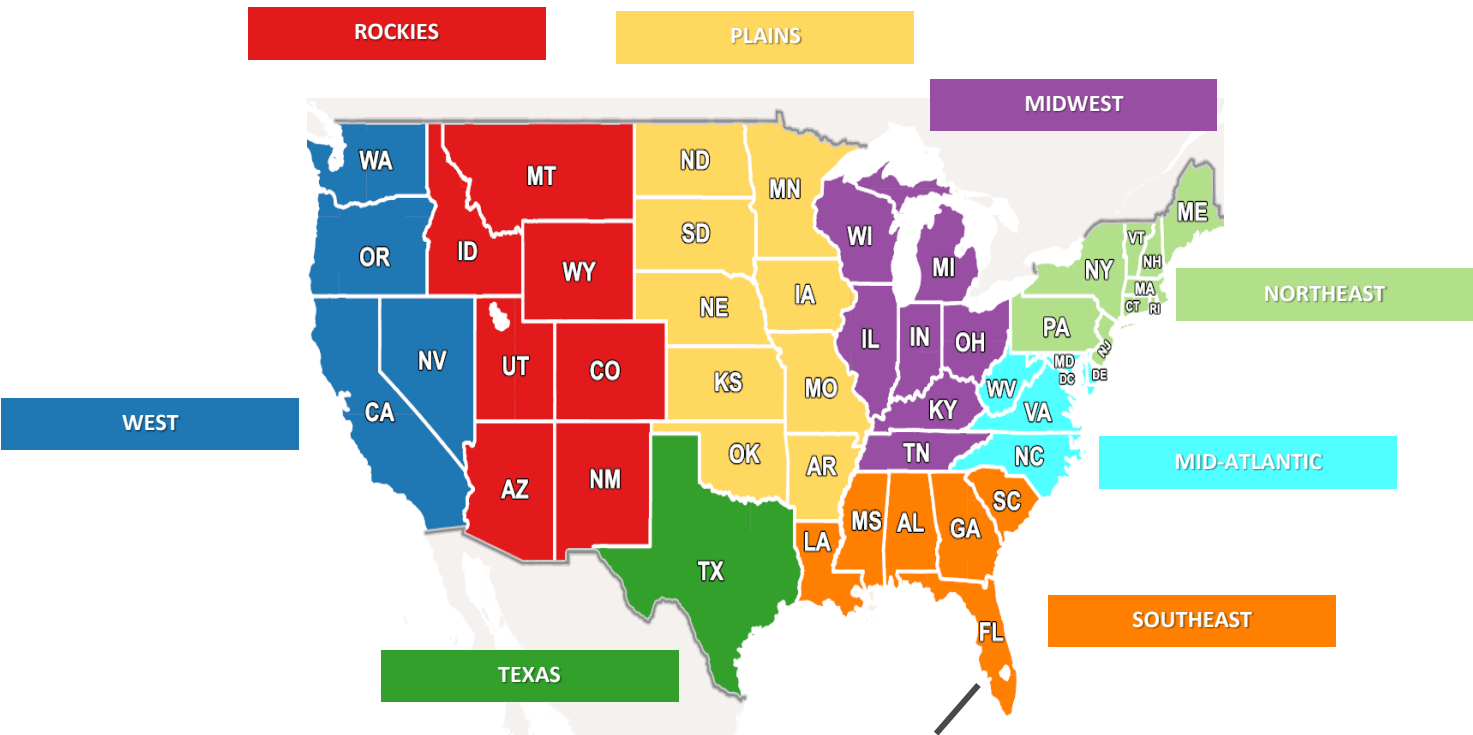 ROCKIES
PLAINS
MIDWEST
WA
MT
ND
MN
ME
OR
ID
WY
SD
WI
MI
VT
NH
NY
MA
CT
RI
NORTHEAST
NE
IA
PA
NV
UT
CO
IL
IN
OH
NJ
MD
DC
DE
KS
MO
WV
VA
CA
KY
WEST
OK
AR
TN
NC
MID-ATLANTIC
AZ
NM
SC
MS
AL
GA
LA
TX
FL
SOUTHEAST
TEXAS